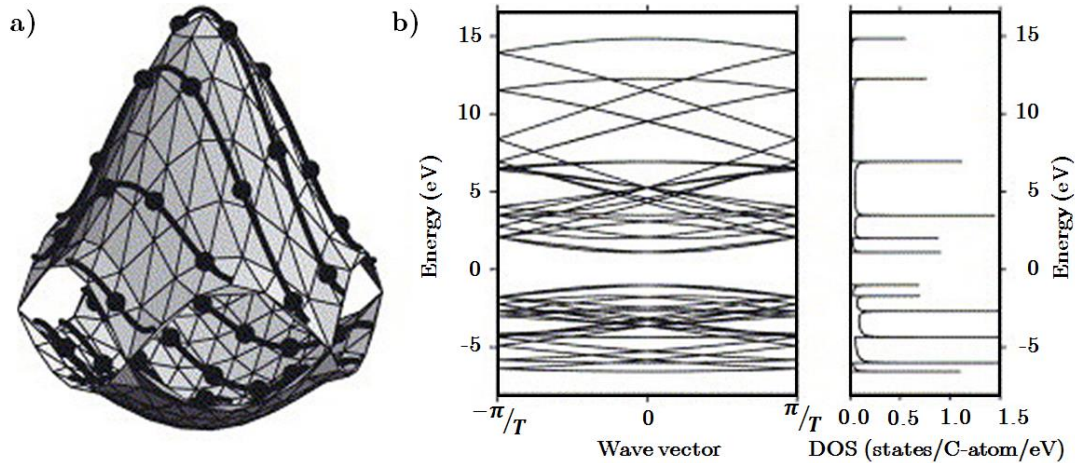 a)
b)
Energy (eV)
15
10
5
0
-5
-π/T
0
π/T
Wave vector
15
10
5
0
-5
Energy (eV)
0.0
0.5
1.0
1.5
DOS (states/C-atom/eV)